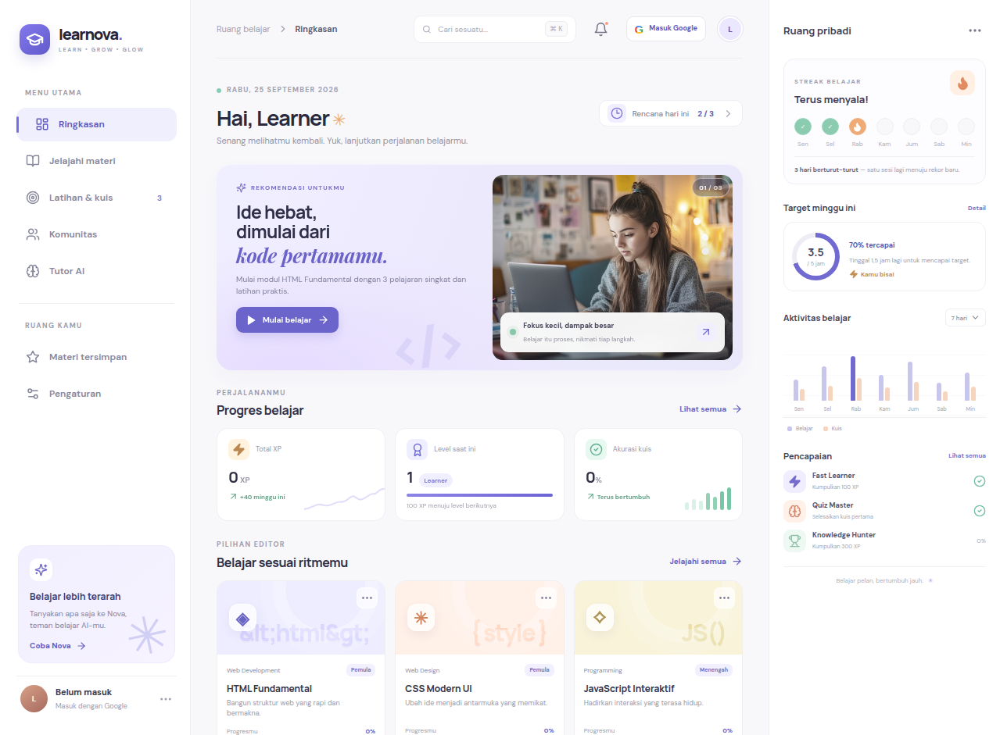 learnova.
LEARN • GROW • GLOW
MENU UTAMA
Ringkasan
Jelajahi materi
Latihan & kuis 3
Komunitas
Tutor AI
RUANG KAMU
Materi tersimpan
Pengaturan
Belajar lebih terarah
Tanyakan apa saja ke Nova,
teman belajar AI-mu.
Coba Nova
L
Belum masuk
Masuk dengan Google
Ruang belajar > Ringkasan
Cari sesuatu...
⌘ K
G Masuk Google
L
RABU, 25 SEPTEMBER 2026
Hai, Learner
Senang melihatmu kembali. Yuk, lanjutkan perjalanan belajarmu.
Rencana hari ini 2 / 3
REKOMENDASI UNTUKMU
Ide hebat,
dimulai dari
kode pertamamu.
Mulai modul HTML Fundamental dengan 3 pelajaran singkat dan
latihan praktis.
Mulai belajar
</>
01 / 03
Fokus kecil, dampak besar
Belajar itu proses, nikmati tiap langkah.
PERJALANANMU
Progres belajar
Lihat semua
Total XP
0 XP
+40 minggu ini
Level saat ini
1 Learner
100 XP menuju level berikutnya
Akurasi kuis
0%
Terus bertumbuh
PILIHAN EDITOR
Belajar sesuai ritmemu
Jelajahi semua
&lt;html&gt;
Web Development
Pemula
HTML Fundamental
Bangun struktur web yang rapi dan
bermakna.
Progresmu 0%
{ style }
Web Design
Pemula
CSS Modern UI
Ubah ide menjadi antarmuka yang memikat.
Progresmu 0%
JS()
Programming
Menengah
JavaScript Interaktif
Hadirkan interaksi yang terasa hidup.
Progresmu 0%
Ruang pribadi
STREAK BELAJAR
Terus menyala!
Sen Sel Rab Kam Jum Sab Min
3 hari berturut-turut — satu sesi lagi menuju rekor baru.
Target minggu ini
Detail
3.5
/ 5 jam
70% tercapai
Tinggal 1,5 jam lagi untuk mencapai target.
Kamu bisa!
Aktivitas belajar
7 hari
Sen Sel Rab Kam Jum Sab Min
Belajar Kuis
Pencapaian
Lihat semua
Fast Learner
Kumpulkan 100 XP
Quiz Master
Selesaikan kuis pertama
Knowledge Hunter
Kumpulkan 300 XP
0%
Belajar pelan, bertumbuh jauh.